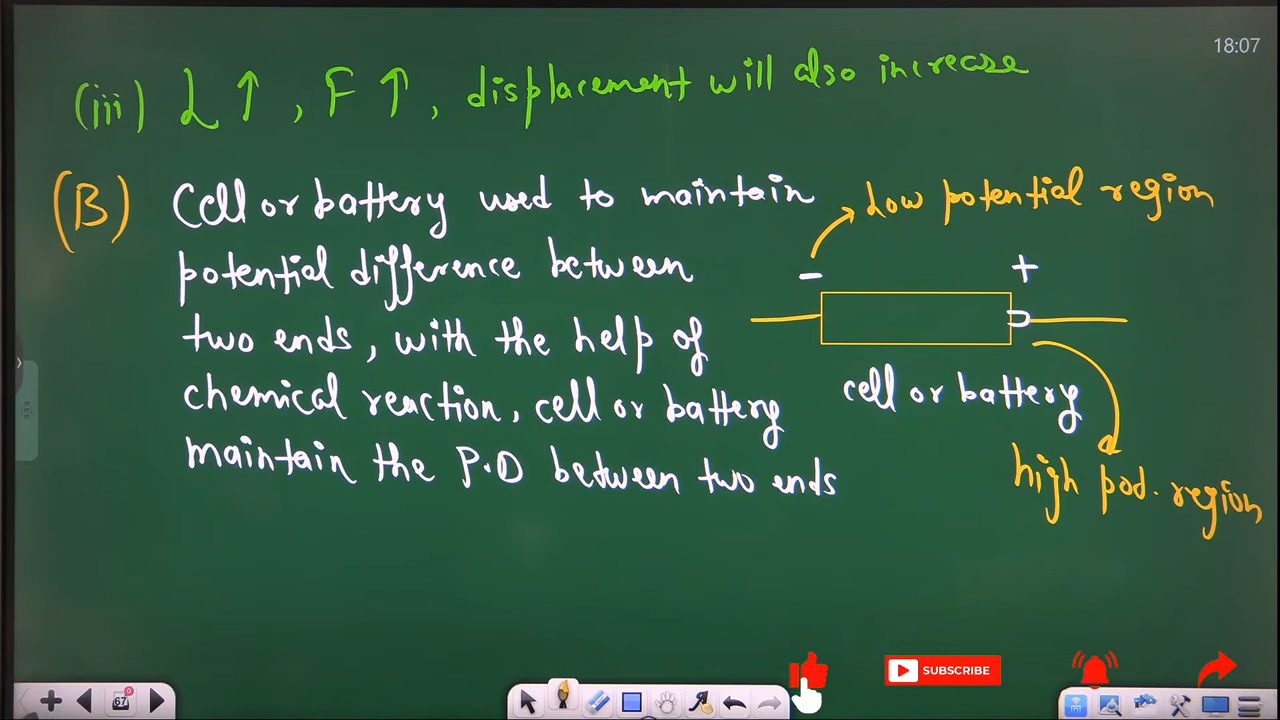 18:07
(iii) L ↑ , F ↑ , displacement will also increase
(B) Cell or battery used to maintain
potential difference between
two ends, with the help of
chemical reaction, cell or battery
maintain the P.D between two ends
Low potential region
- +
cell or battery
high pod. region
67
SUBSCRIBE